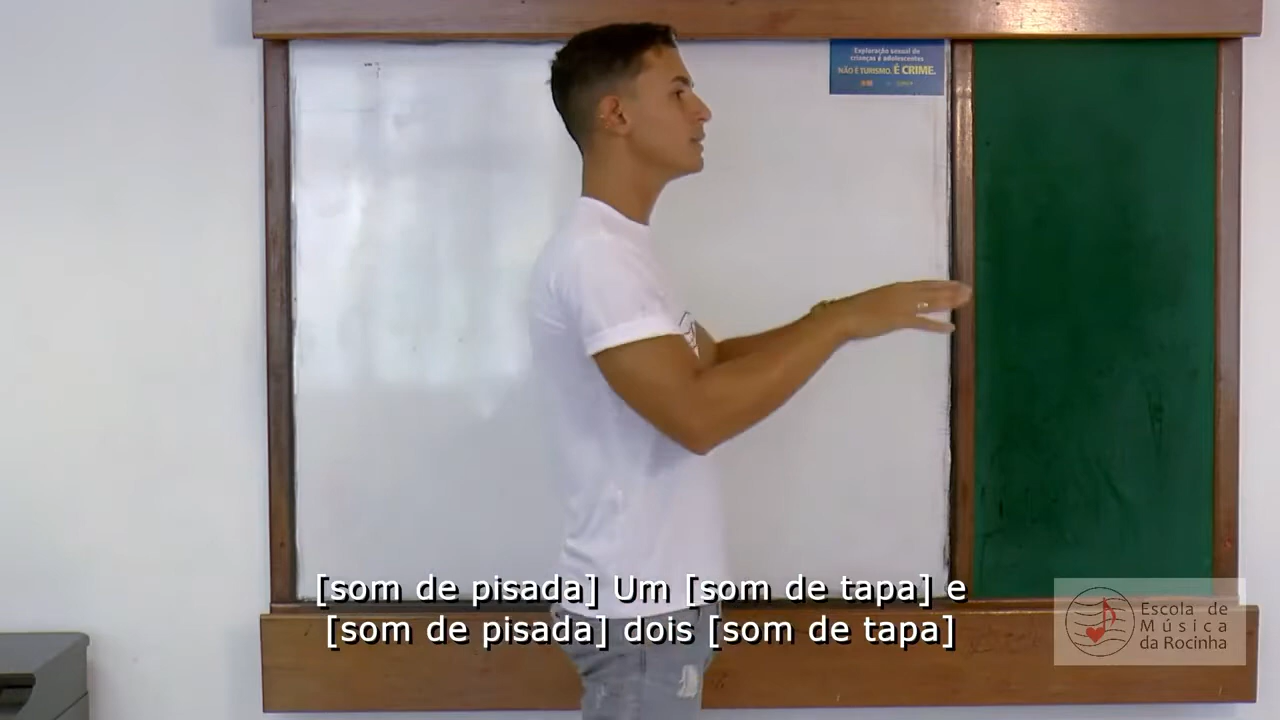 Exploração sexual de
crianças e adolescentes
NÃO É TURISMO. É CRIME.
[som de pisada] Um [som de tapa] e
[som de pisada] dois [som de tapa]
Escola de
Música
da Rocinha